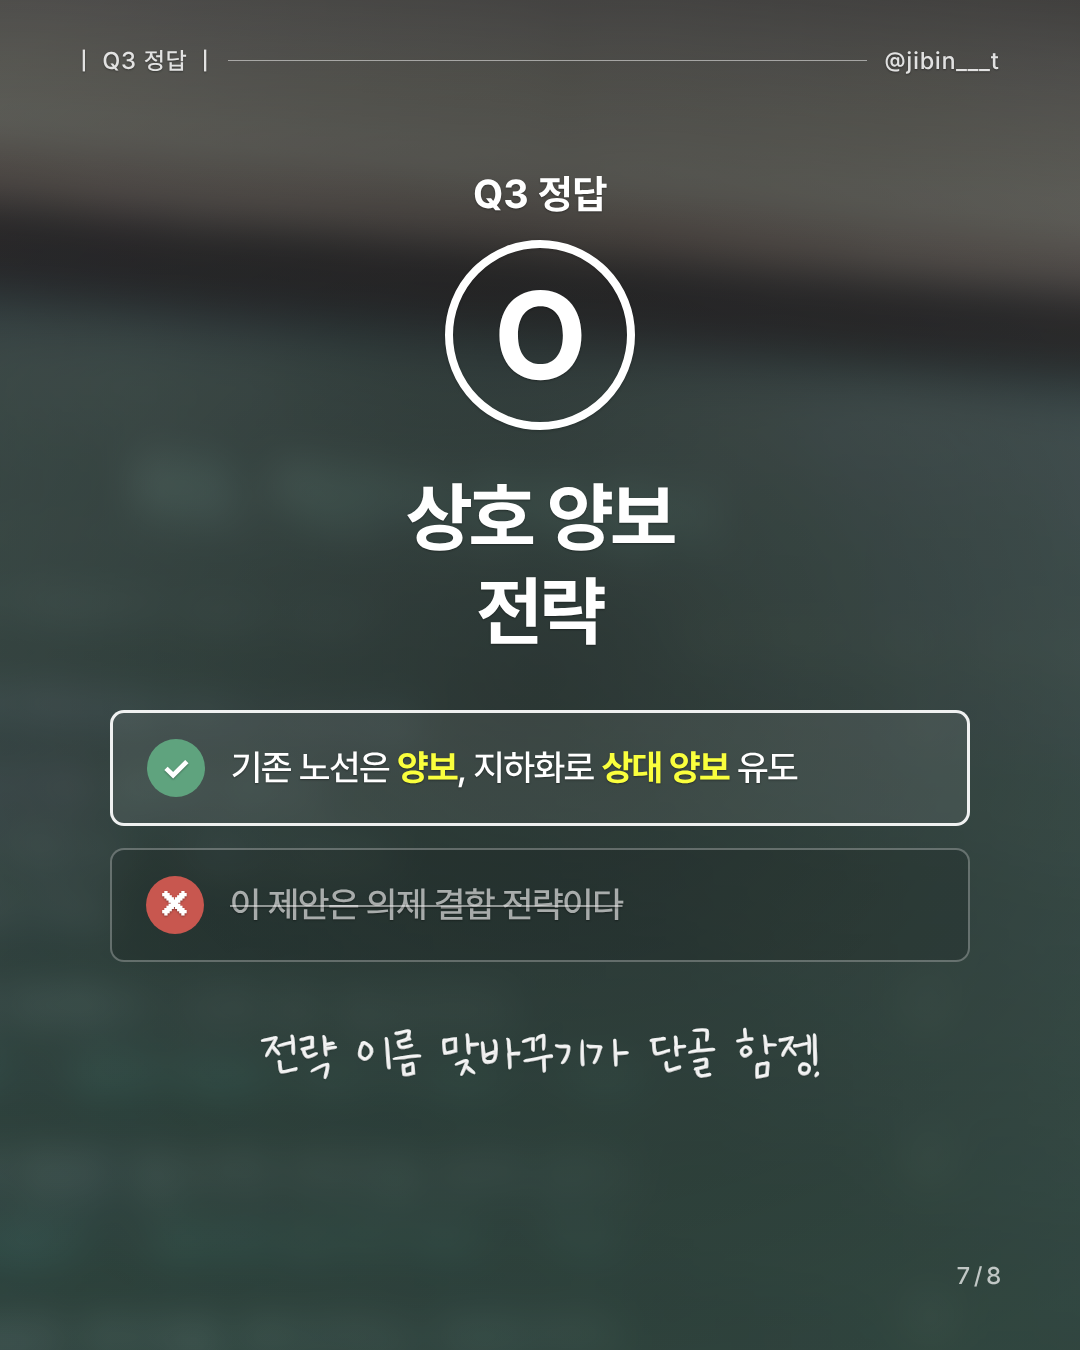 | Q3 정답 |
@jibin___t
Q3 정답
O
상호 양보
전략
기존 노선은 양보, 지하화로 상대 양보 유도
이 제안은 의제 결합 전략이다
전략 이름 맞바꾸기가 단골 함정!
7/8